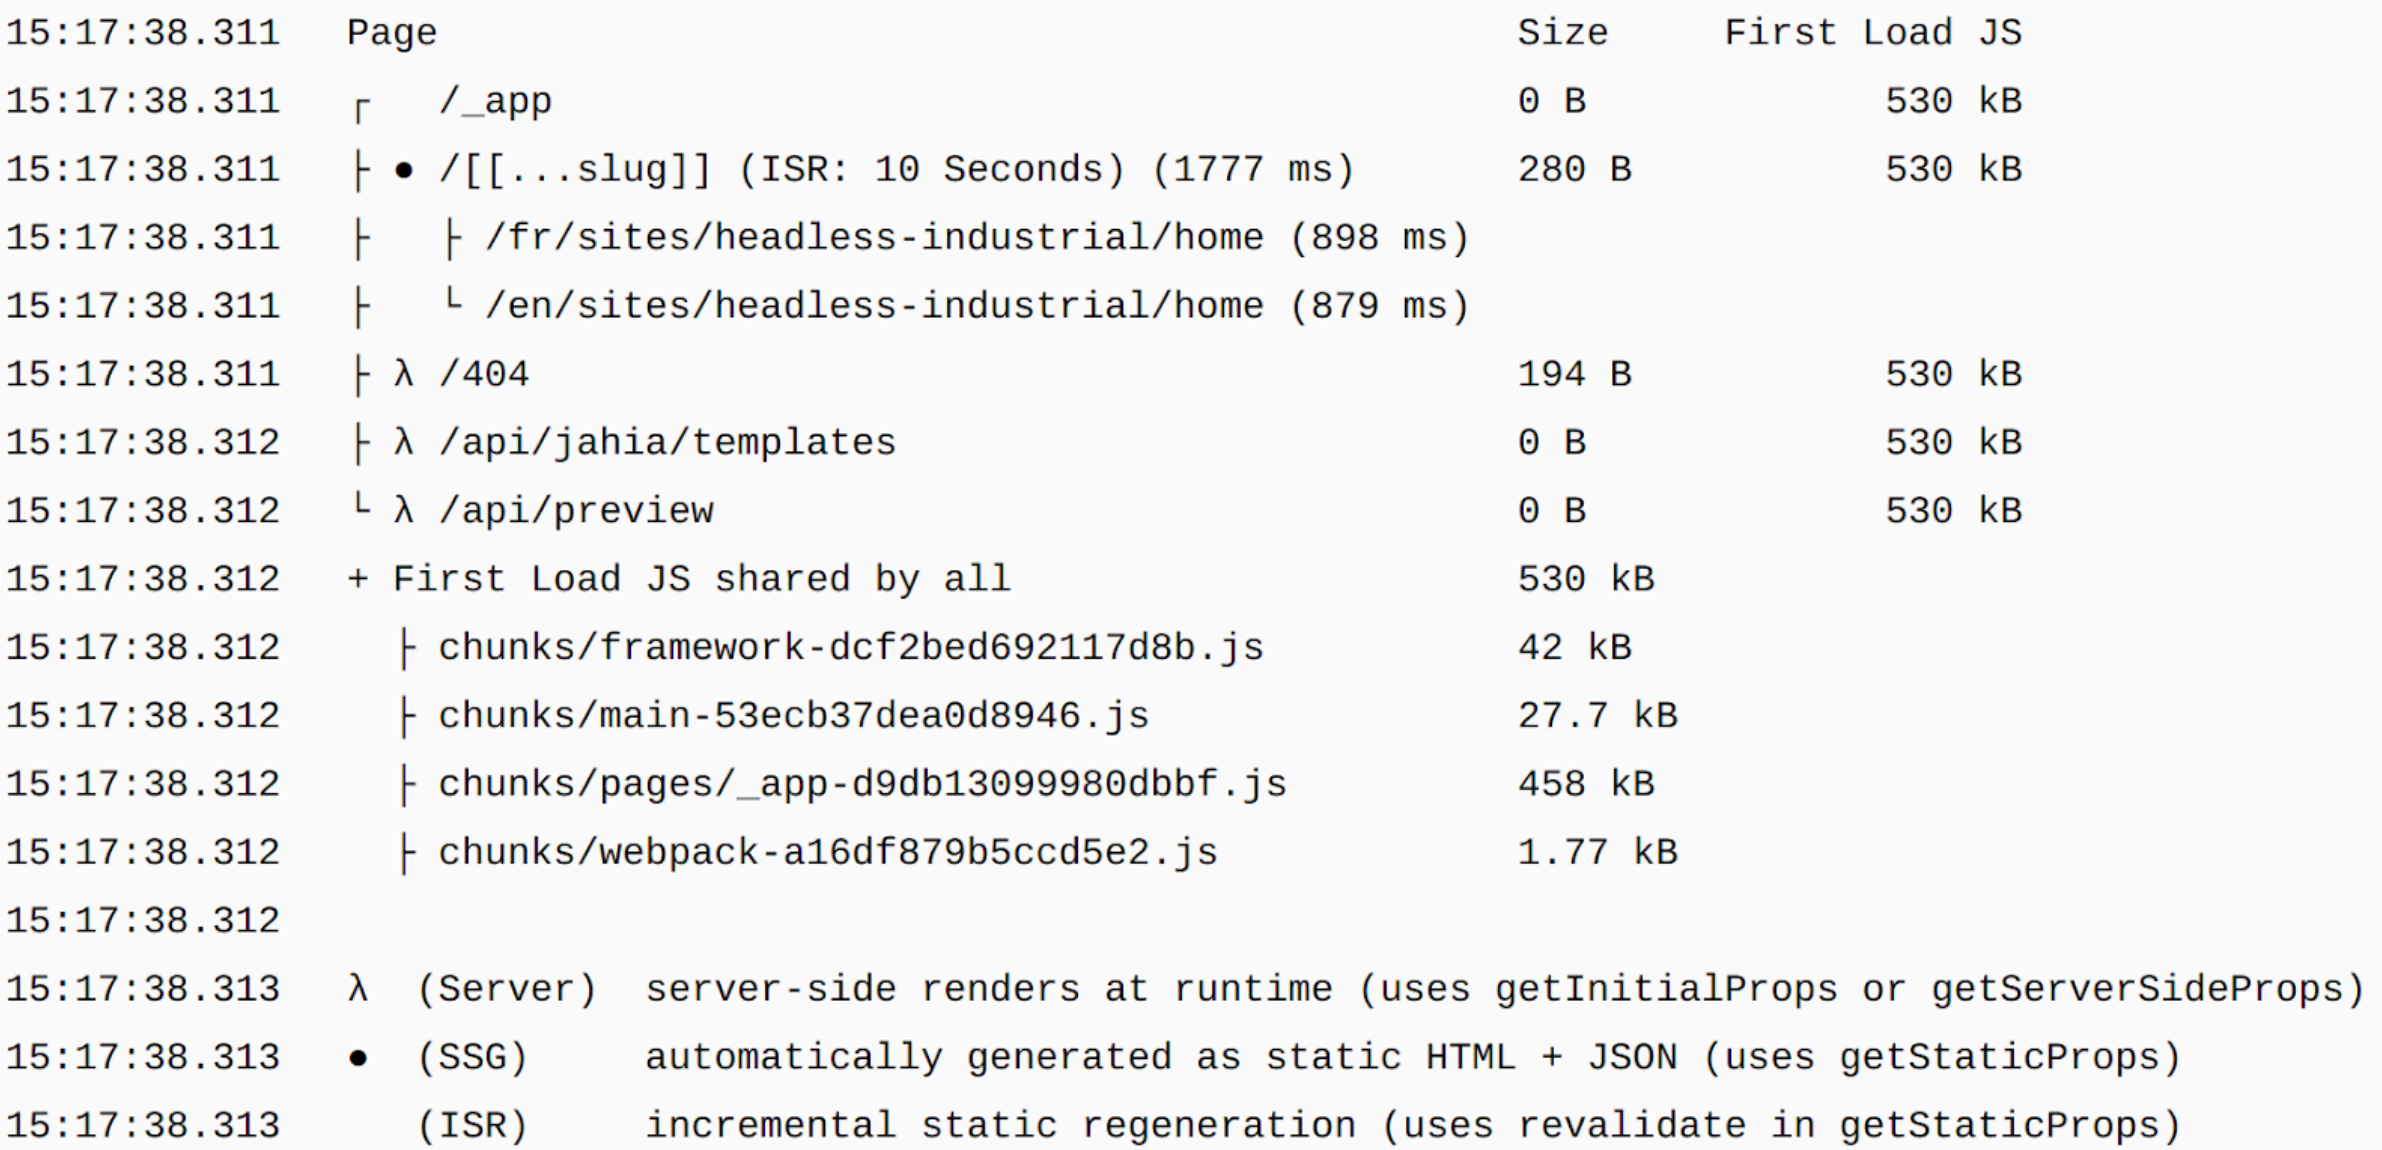 15:17:38.311 Page Size First Load JS
15:17:38.311 ┌ /_app 0 B 530 kB
15:17:38.311 ├ ● /[[...slug]] (ISR: 10 Seconds) (1777 ms) 280 B 530 kB
15:17:38.311 ├ ├ /fr/sites/headless-industrial/home (898 ms)
15:17:38.311 ├ └ /en/sites/headless-industrial/home (879 ms)
15:17:38.311 ├ λ /404 194 B 530 kB
15:17:38.312 ├ λ /api/jahia/templates 0 B 530 kB
15:17:38.312 └ λ /api/preview 0 B 530 kB
15:17:38.312 + First Load JS shared by all 530 kB
15:17:38.312 ├ chunks/framework-dcf2bed692117d8b.js 42 kB
15:17:38.312 ├ chunks/main-53ecb37dea0d8946.js 27.7 kB
15:17:38.312 ├ chunks/pages/_app-d9db13099980dbbf.js 458 kB
15:17:38.312 ├ chunks/webpack-a16df879b5ccd5e2.js 1.77 kB
15:17:38.312
15:17:38.313 λ (Server) server-side renders at runtime (uses getInitialProps or getServerSideProps)
15:17:38.313 ● (SSG) automatically generated as static HTML + JSON (uses getStaticProps)
15:17:38.313 (ISR) incremental static regeneration (uses revalidate in getStaticProps)